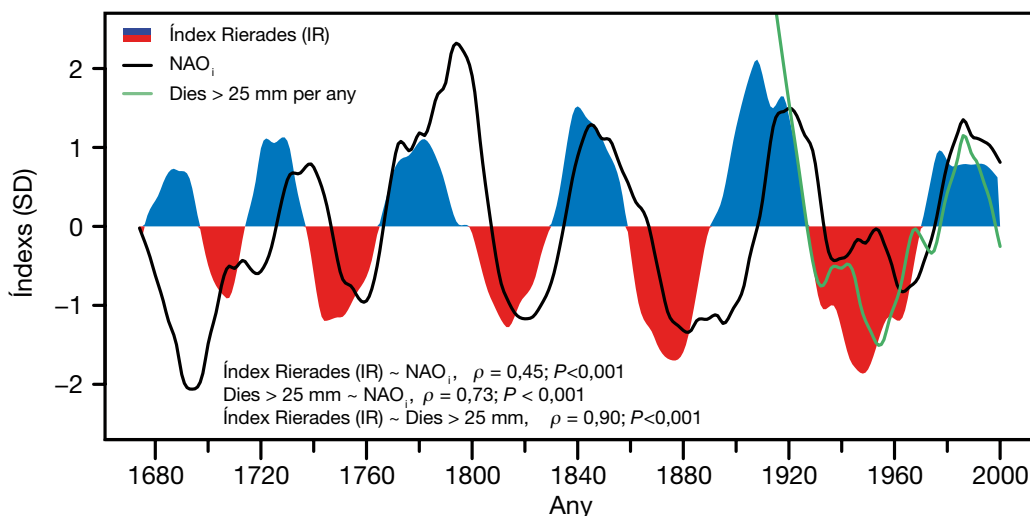 Índex Rierades (IR)
NAOi
Dies > 25 mm per any
2
1
0
−1
−2
Índexs (SD)
Índex Rierades (IR) ~ NAOi, ρ = 0,45; P<0,001
Dies > 25 mm ~ NAOi, ρ = 0,73; P < 0,001
Índex Rierades (IR) ~ Dies > 25 mm, ρ = 0,90; P<0,001
1680 1720 1760 1800 1840 1880 1920 1960 2000
Any